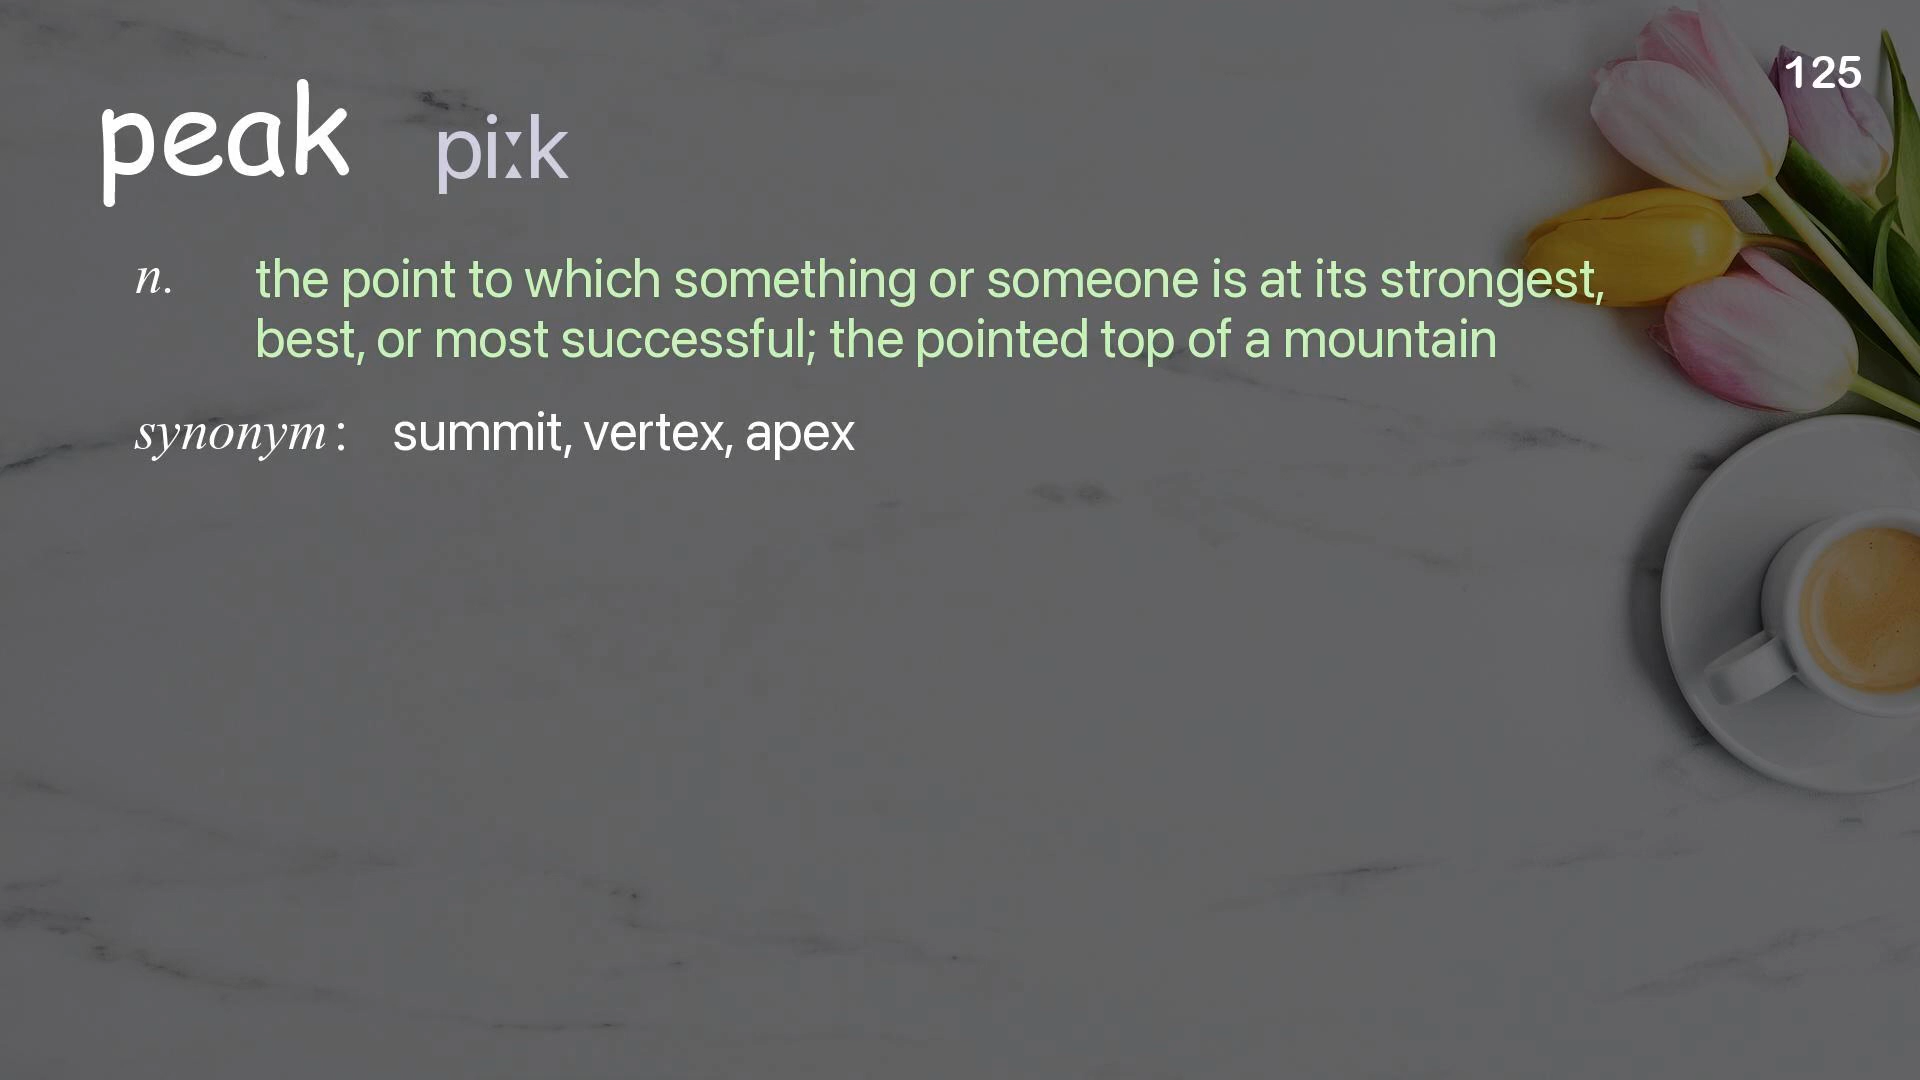 125
peak piːk
n. the point to which something or someone is at its strongest,
best, or most successful; the pointed top of a mountain
synonym: summit, vertex, apex